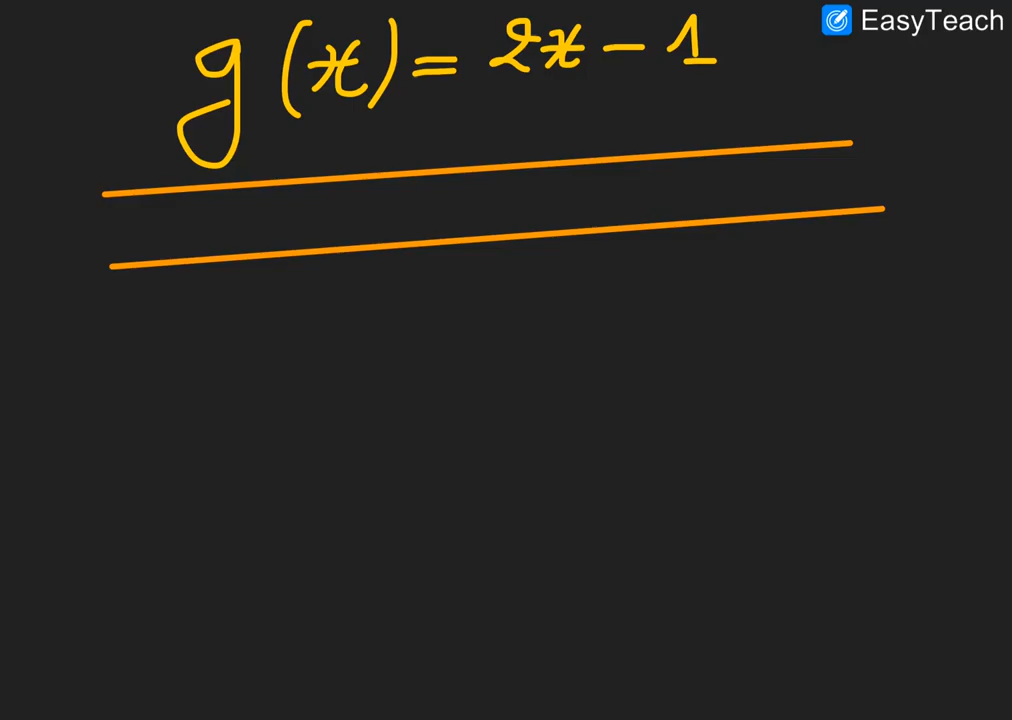 EasyTeach
g(x) = 2x - 1